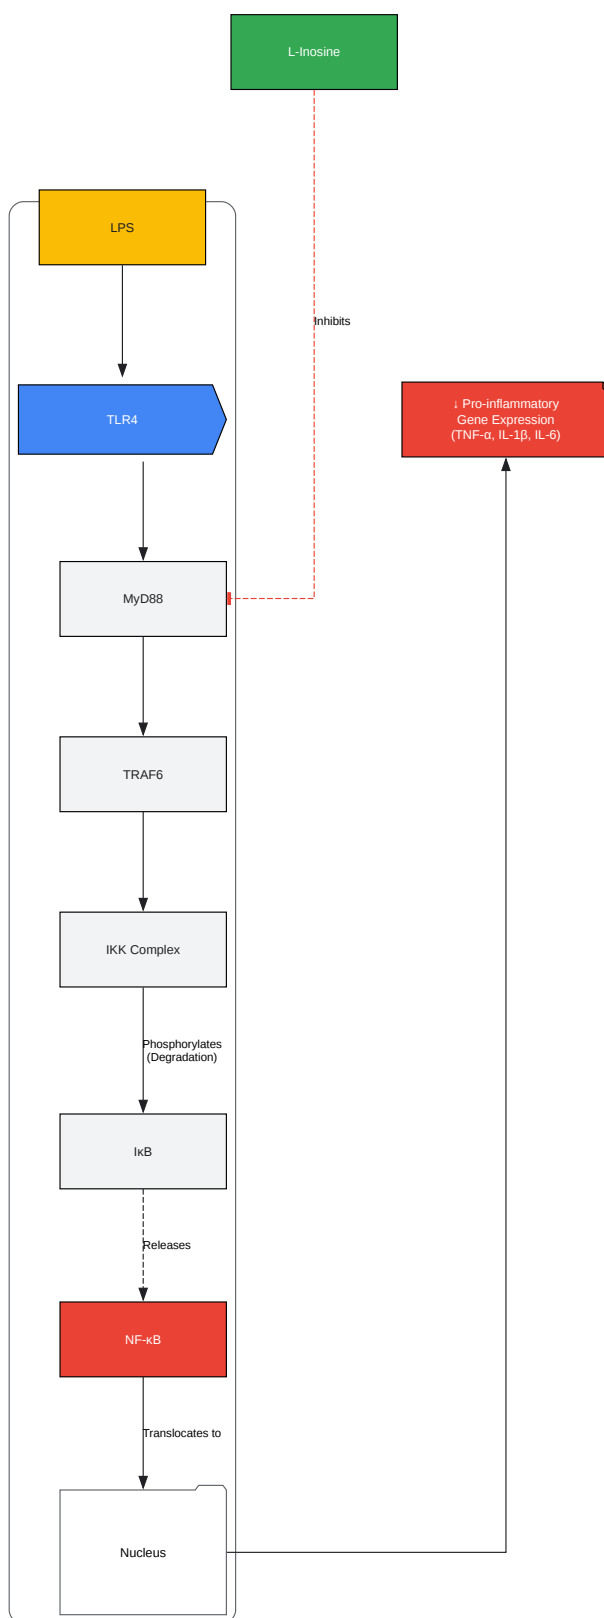 L-Inosine
LPS
Inhibits
TLR4
↓ Pro-inflammatory
Gene Expression
(TNF-α, IL-1β, IL-6)
MyD88
TRAF6
IKK Complex
Phosphorylates
(Degradation)
IκB
Releases
NF-κB
Translocates to
Nucleus